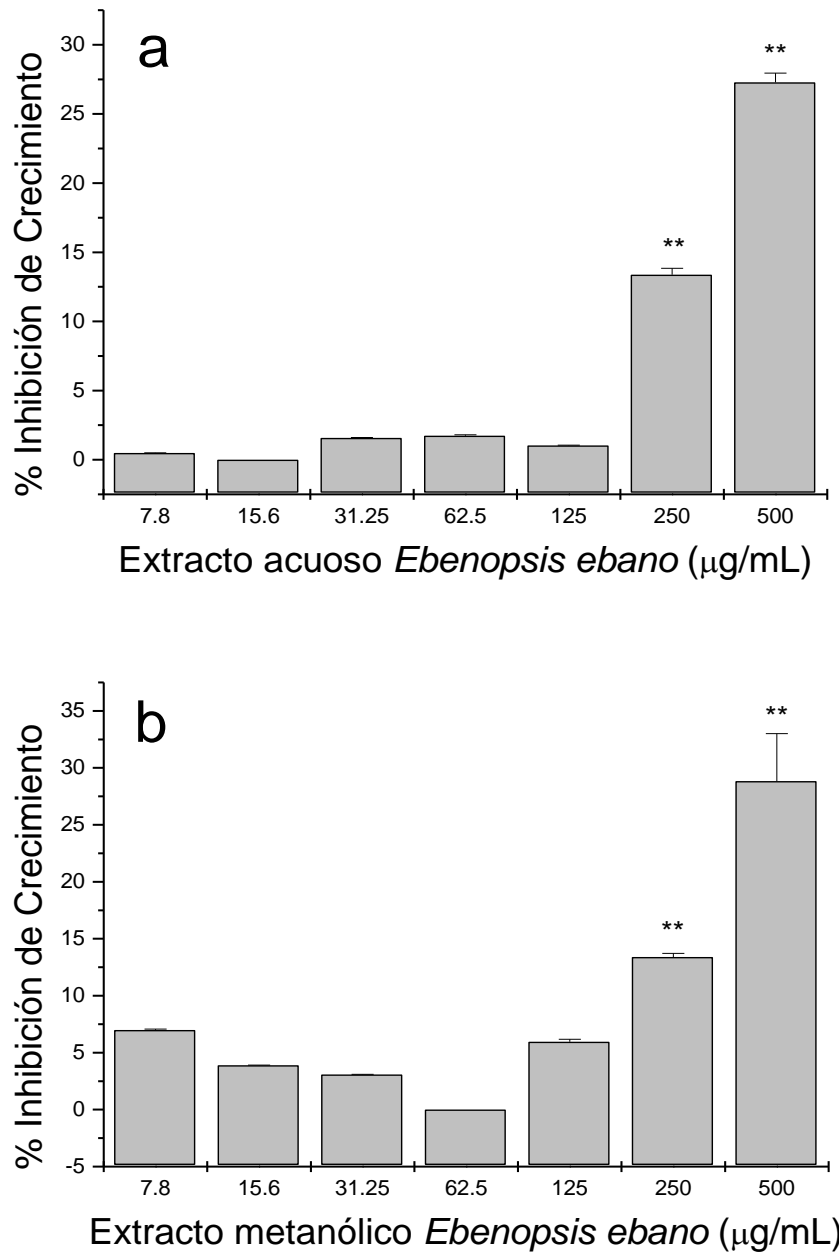 a
% Inhibición de Crecimiento
30
25
20
15
10
5
0
**
**
7.8 15.6 31.25 62.5 125 250 500
Extracto acuoso Ebenopsis ebano (μg/mL)
b
% Inhibición de Crecimiento
35
30
25
20
15
10
5
0
-5
**
**
7.8 15.6 31.25 62.5 125 250 500
Extracto metanólico Ebenopsis ebano (μg/mL)